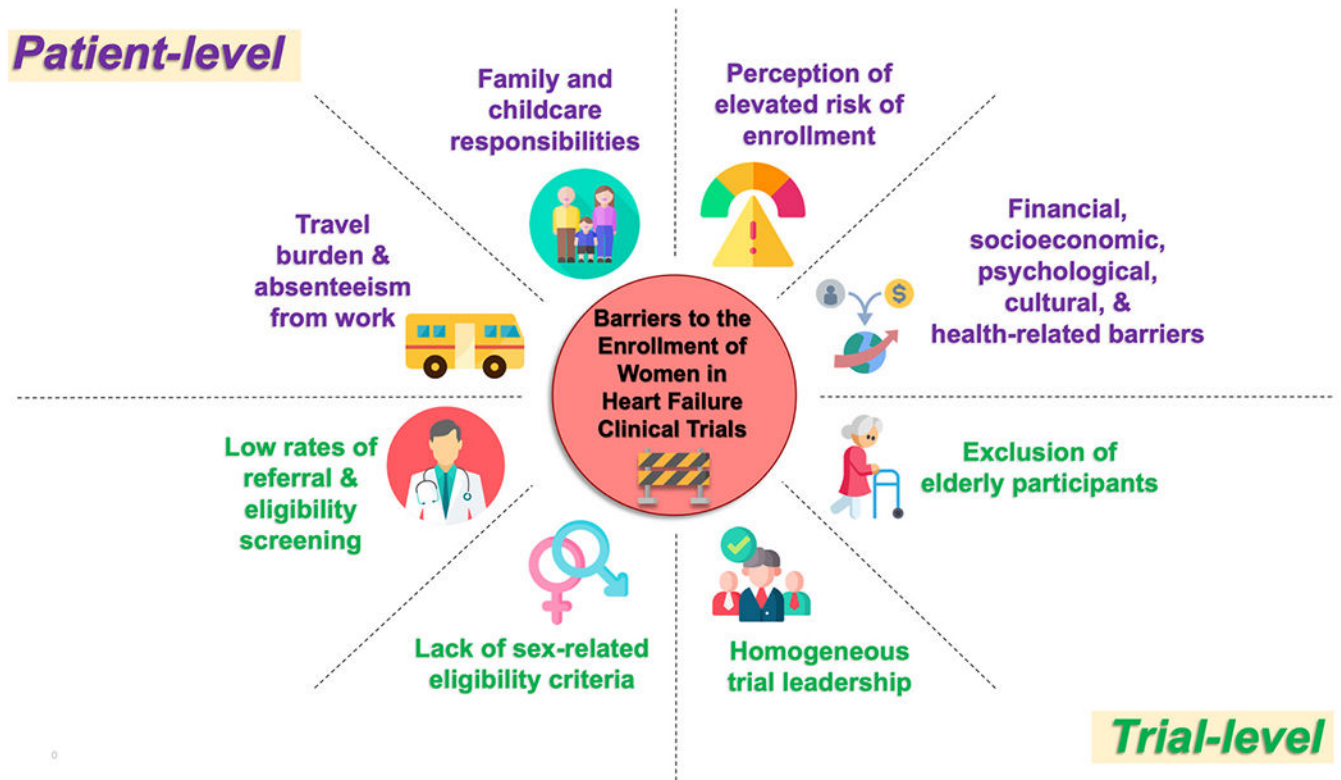 Patient-level
Family and
childcare
responsibilities
Perception of
elevated risk of
enrollment
Travel
burden &
absenteeism
from work
Financial,
socioeconomic,
psychological,
cultural, &
health-related barriers
Barriers to the
Enrollment of
Women in
Heart Failure
Clinical Trials
Low rates of
referral &
eligibility
screening
Exclusion of
elderly participants
Lack of sex-related
eligibility criteria
Homogeneous
trial leadership
Trial-level
0